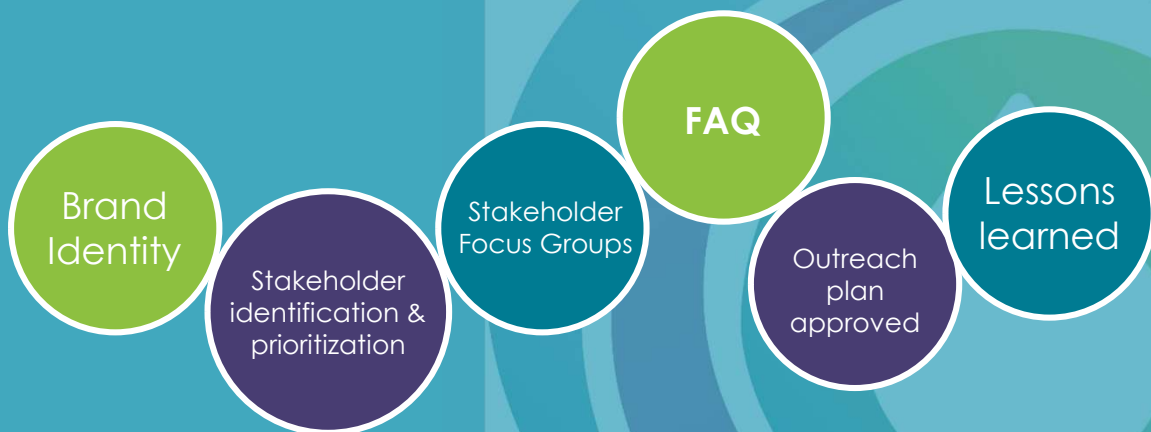 Brand
Identity
Stakeholder
identification &
prioritization
Stakeholder
Focus Groups
FAQ
Outreach
plan
approved
Lessons
learned